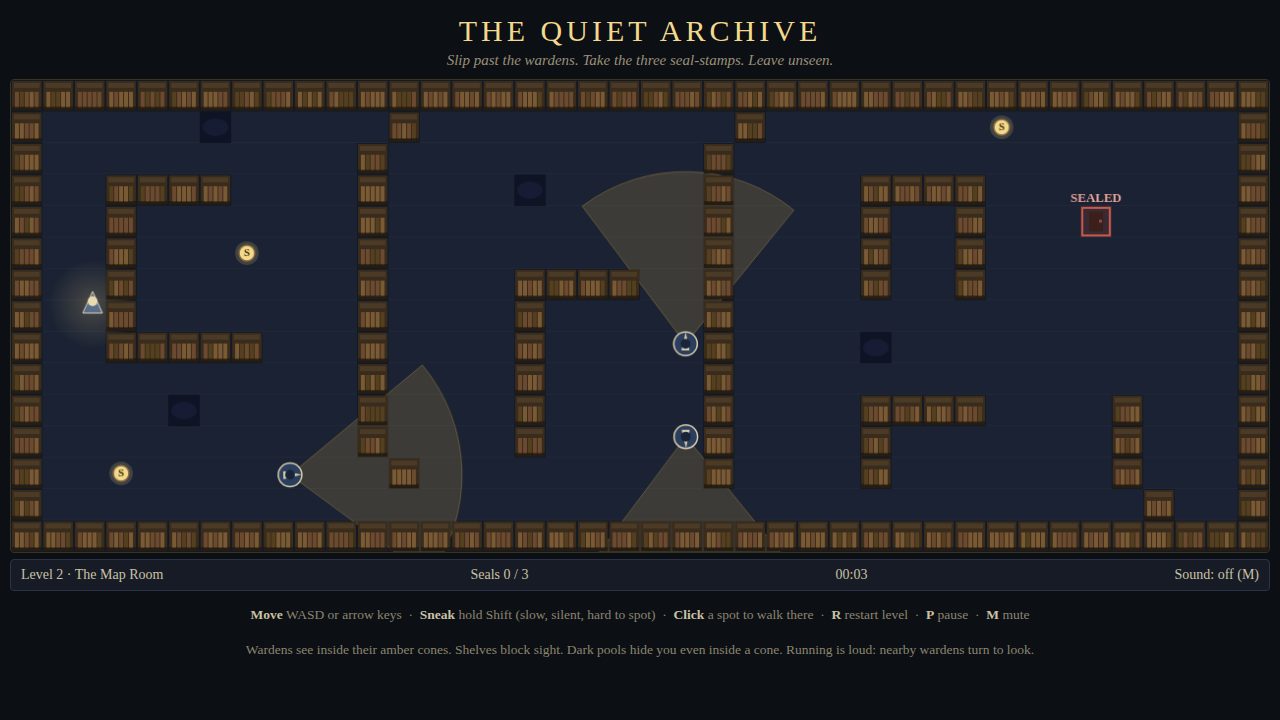 THE QUIET ARCHIVE
Slip past the wardens. Take the three seal-stamps. Leave unseen.
S
SEALED
S
S
Level 2 · The Map Room
Seals 0 / 3
00:03
Sound: off (M)
Move WASD or arrow keys · Sneak hold Shift (slow, silent, hard to spot) · Click a spot to walk there · R restart level · P pause · M mute
Wardens see inside their amber cones. Shelves block sight. Dark pools hide you even inside a cone. Running is loud: nearby wardens turn to look.